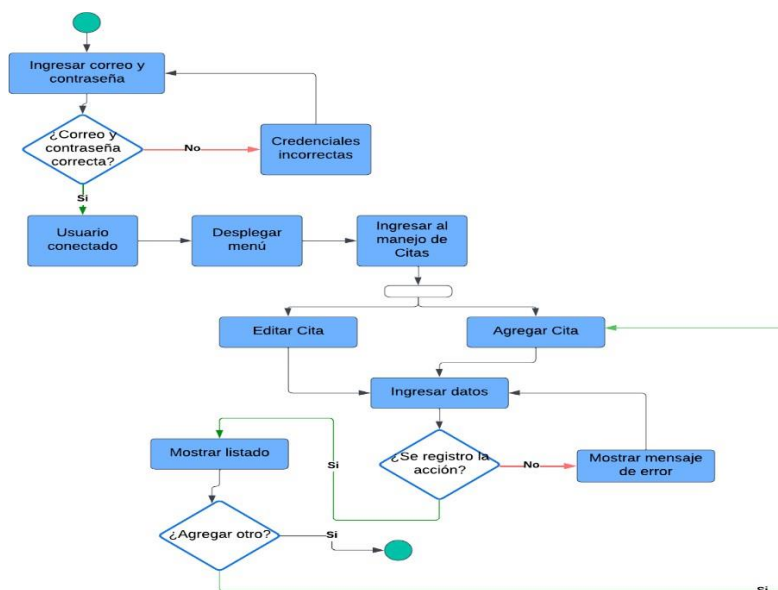 Ingresar correo y
contraseña
¿Correo y
contraseña
correcta?
No
Credenciales
incorrectas
Si
Usuario
conectado
Desplegar
menú
Ingresar al
manejo de
Citas
Editar Cita
Agregar Cita
Ingresar datos
Mostrar listado
Si
¿Se registro la
acción?
No
Mostrar mensaje
de error
¿Agregar otro?
Si
Si